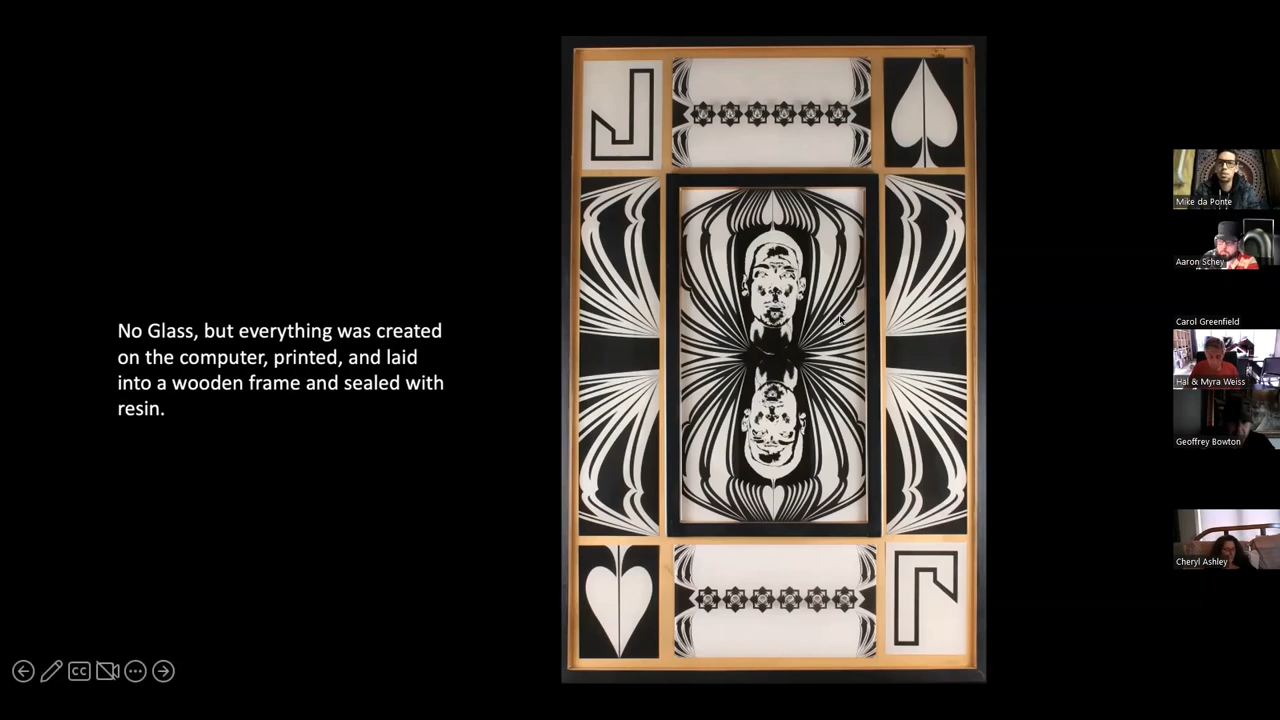 No Glass, but everything was created
on the computer, printed, and laid
into a wooden frame and sealed with
resin.
J
J
Mike da Ponte
Aaron Schey
Carol Greenfield
Hal & Myra Weiss
Geoffrey Bowton
Cheryl Ashley
CC